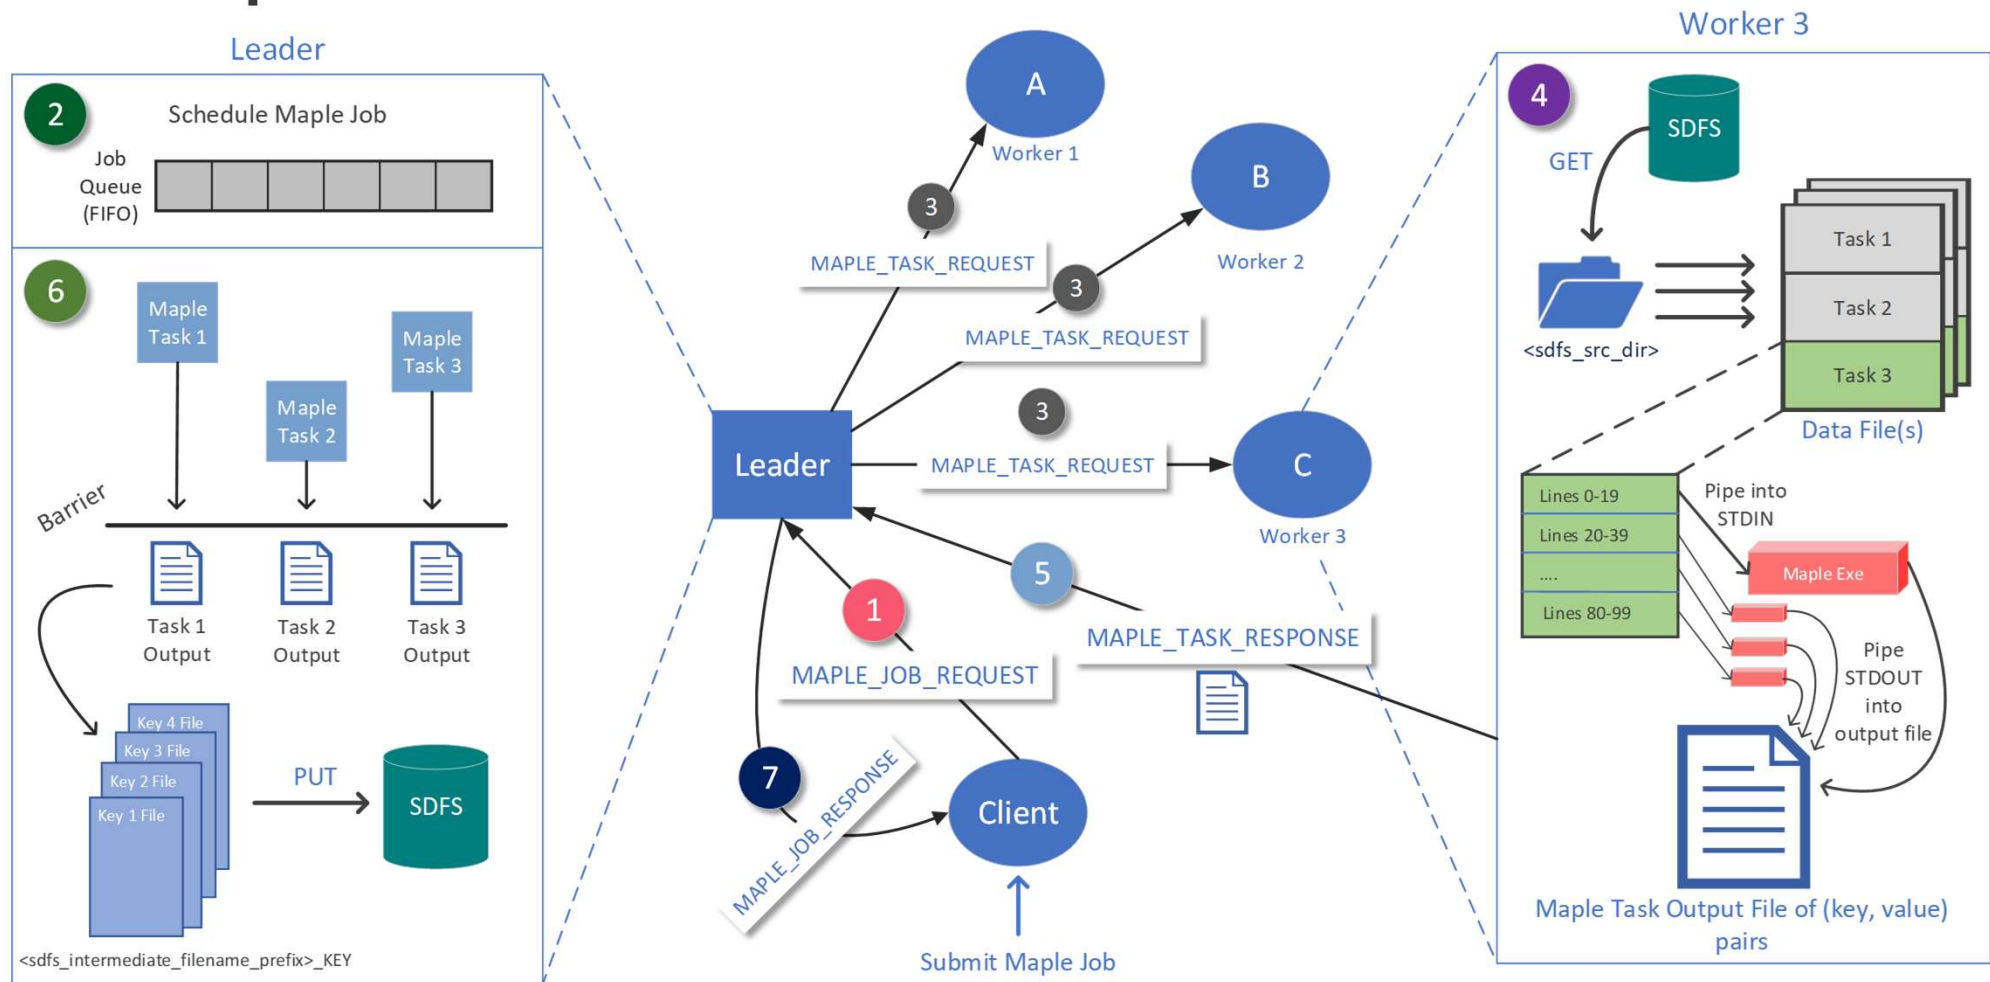 Leader
2
Schedule Maple Job
Job
Queue
(FIFO)
6
Maple
Task 1
Maple
Task 2
Maple
Task 3
Barrier
Task 1
Output
Task 2
Output
Task 3
Output
Key 4 File
Key 3 File
Key 2 File
Key 1 File
PUT
SDFS
<sdfs_intermediate_filename_prefix>_KEY
A
Worker 1
B
Worker 2
3
MAPLE_TASK_REQUEST
3
MAPLE_TASK_REQUEST
3
MAPLE_TASK_REQUEST
Leader
C
Worker 3
5
MAPLE_TASK_RESPONSE
1
MAPLE_JOB_REQUEST
7
MAPLE_JOB_RESPONSE
Client
Submit Maple Job
Worker 3
4
SDFS
GET
<sdfs_src_dir>
Task 1
Task 2
Task 3
Data File(s)
Lines 0-19
Lines 20-39
....
Lines 80-99
Pipe into
STDIN
Maple Exe
Pipe
STDOUT
into
output file
Maple Task Output File of (key, value)
pairs